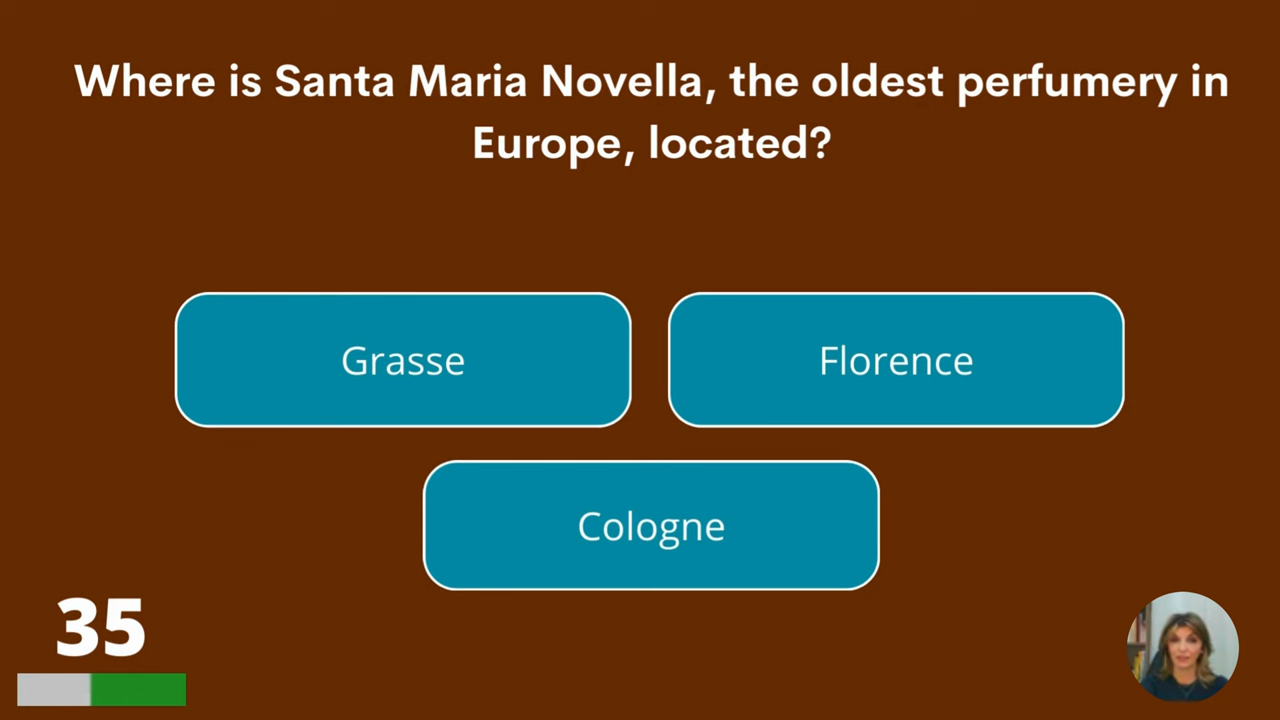 Where is Santa Maria Novella, the oldest perfumery in
Europe, located?
Grasse
Florence
Cologne
35